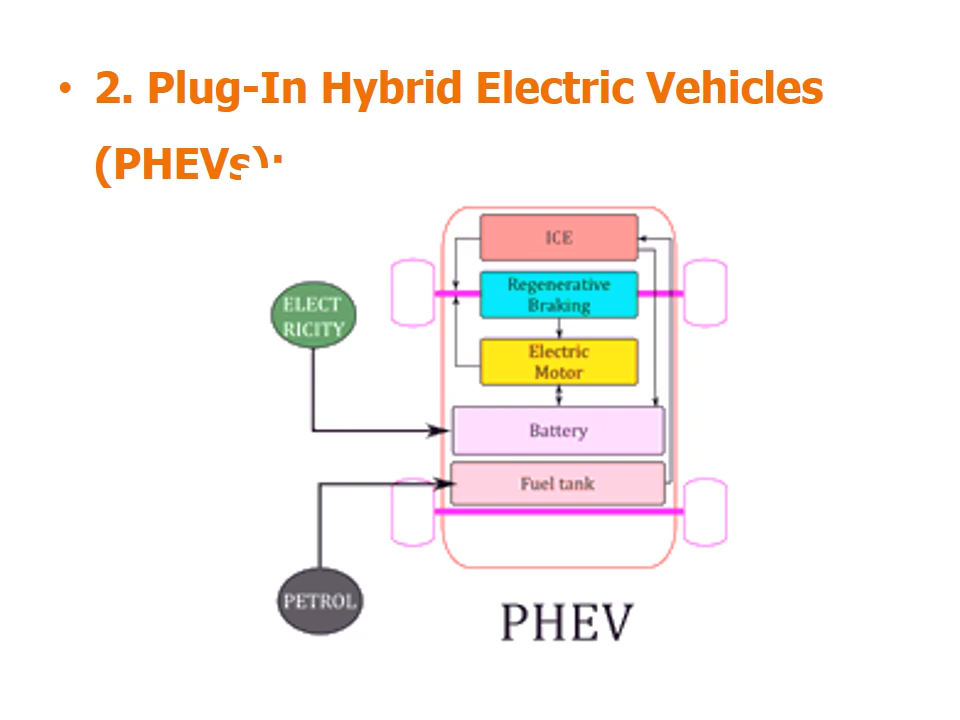 • 2. Plug-In Hybrid Electric Vehicles
(PHEVs):
ICE
Regenerative
Braking
ELECT
RICITY
Electric
Motor
Battery
Fuel tank
PETROL
PHEV